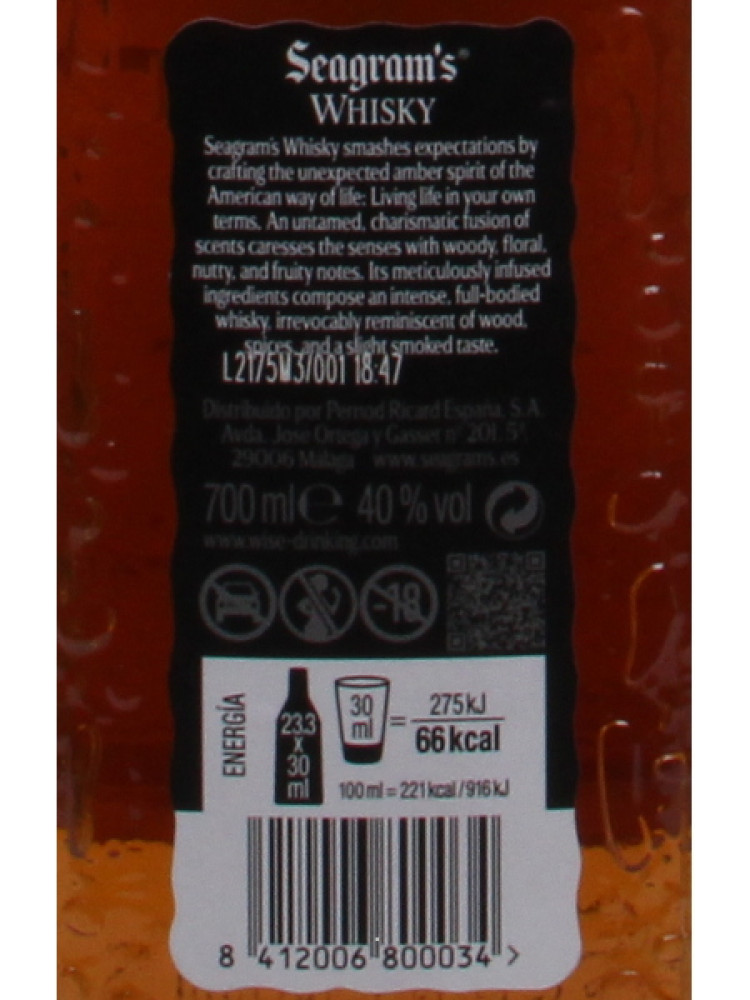 Seagram's®
WHISKY
Seagram's Whisky smashes expectations by
crafting the unexpected amber spirit of the
American way of life: Living life in your own
terms. An untamed, charismatic fusion of
scents caresses the senses with woody, floral,
nutty, and fruity notes. Its meticulously infused
ingredients compose an intense, full-bodied
whisky, irrevocably reminiscent of wood,
spices, and a slight smoked taste.
L2175W3/001 18:47
Distribuido por Pernod Ricard España, S.A.
Avda. Jose Ortega y Gasset nº 201, 5ª,
29006 Málaga www.seagrams.es
700 ml e 40 % vol
www.wise-drinking.com
-18
ENERGÍA
23.3
x
30
ml
30
ml
=
275 kJ
66 kcal
100 ml = 221 kcal / 916 kJ
8 412006 800034 >